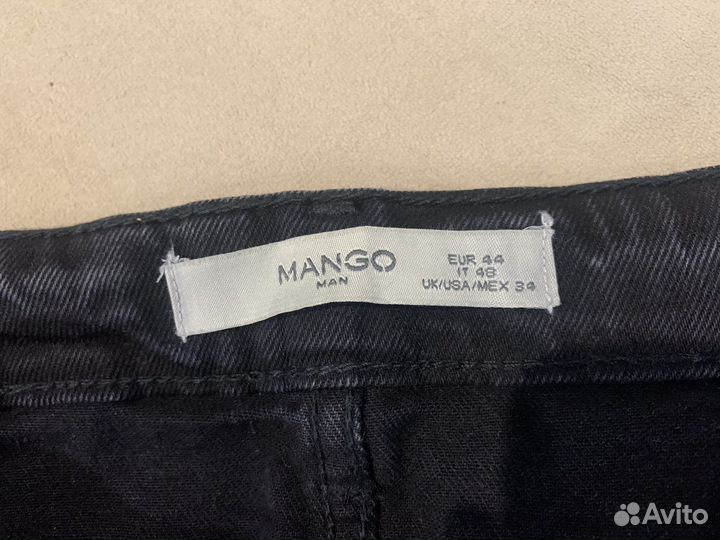 MANGO
MAN
EUR 44
IT 48
UK/USA/MEX 34
Avito